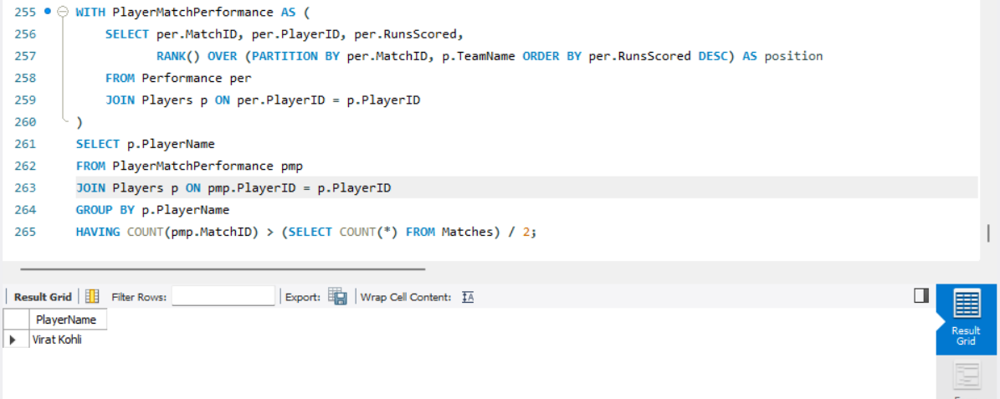 255 WITH PlayerMatchPerformance AS (
256 SELECT per.MatchID, per.PlayerID, per.RunsScored,
257 RANK() OVER (PARTITION BY per.MatchID, p.TeamName ORDER BY per.RunsScored DESC) AS position
258 FROM Performance per
259 JOIN Players p ON per.PlayerID = p.PlayerID
260 )
261 SELECT p.PlayerName
262 FROM PlayerMatchPerformance pmp
263 JOIN Players p ON pmp.PlayerID = p.PlayerID
264 GROUP BY p.PlayerName
265 HAVING COUNT(pmp.MatchID) > (SELECT COUNT(*) FROM Matches) / 2;
Result Grid Filter Rows: Export: Wrap Cell Content: IA
PlayerName
Virat Kohli
Result
Grid